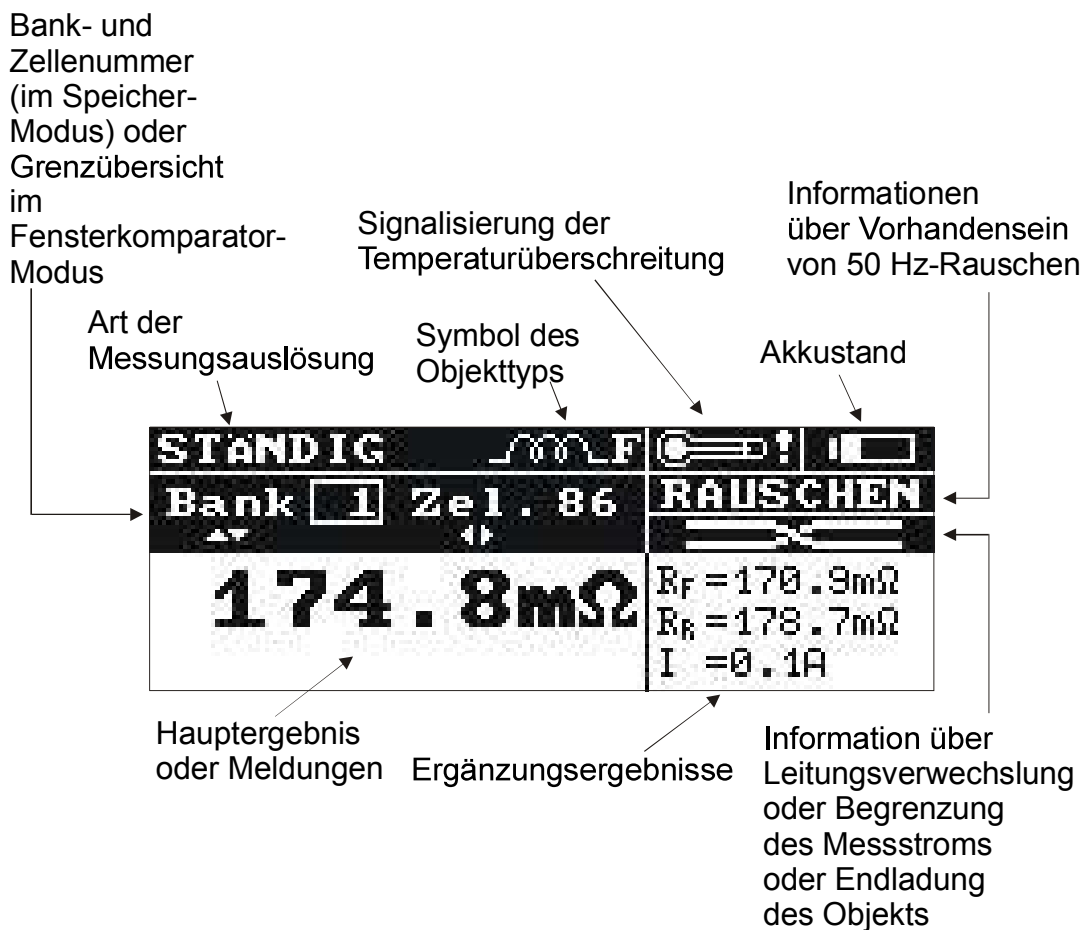 Bank- und
Zellenummer
(im Speicher-
Modus) oder
Grenzübersicht
im
Fensterkomparator-
Modus
Art der
Messungsauslösung
Signalisierung der
Temperaturüberschreitung
Symbol des
Objekttyps
Informationen
über Vorhandensein
von 50 Hz-Rauschen
Akkustand
STANDIG F !
RAUSCHEN
Bank 1 Zel. 86
174.8mΩ
RF=170.9mΩ
RR=178.7mΩ
I =0.1A
Hauptergebnis
oder Meldungen
Ergänzungsergebnisse
Information über
Leitungsverwechslung
oder Begrenzung
des Messstroms
oder Endladung
des Objekts